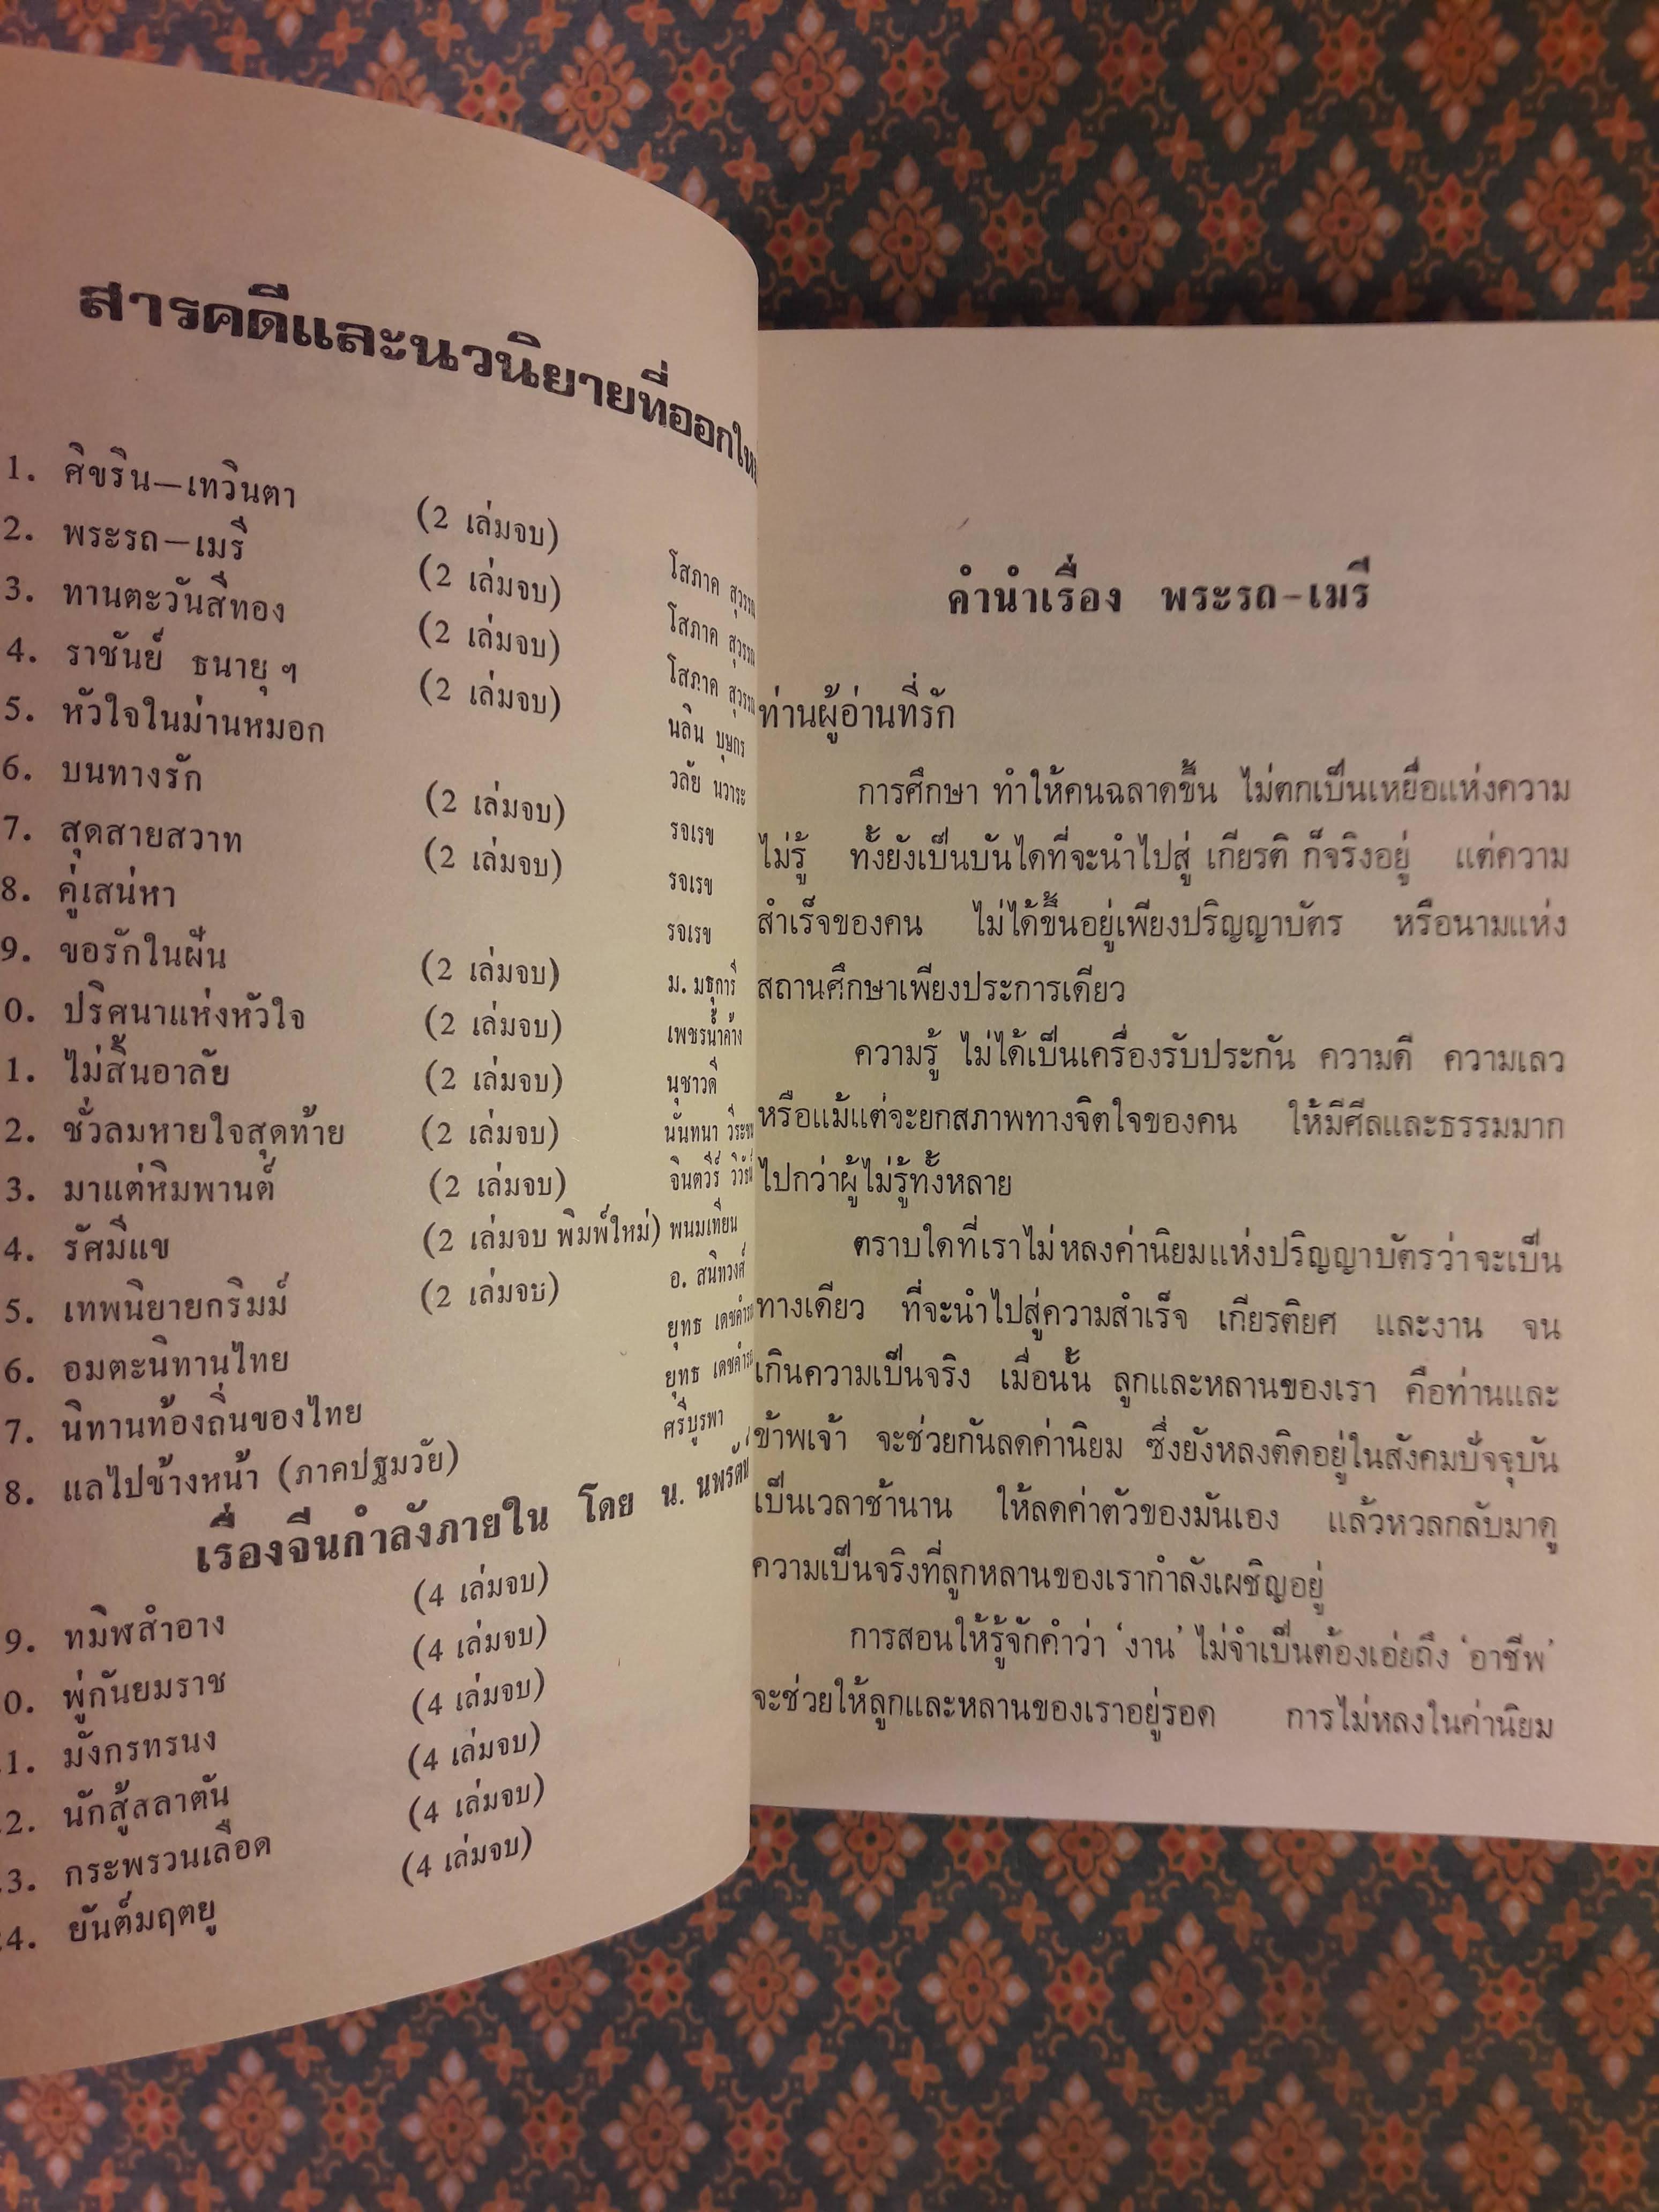 สารคดีและนวนิยายที่ออกให
1. ศิขริน—เทวินตา (2 เล่มจบ) โสภาค สุวรรณ
2. พระรถ—เมรี (2 เล่มจบ) โสภาค สุวรรณ
3. ทานตะวันสีทอง (2 เล่มจบ) โสภาค สุวรรณ
4. ราชันย์ ธนายุ ฯ (2 เล่มจบ) นลิน บุษกร
5. หัวใจในม่านหมอก วลัย นวาระ
6. บนทางรัก (2 เล่มจบ) รจเรข
7. สุดสายสวาท (2 เล่มจบ) รจเรข
8. คู่เสน่หา รจเรข
9. ขอรักในฝัน (2 เล่มจบ) ม. มธุการี
0. ปริศนาแห่งหัวใจ (2 เล่มจบ) เพชรน้ำค้าง
1. ไม่สิ้นอาลัย (2 เล่มจบ) นุชาวดี
2. ชั่วลมหายใจสุดท้าย (2 เล่มจบ) นันทนา
3. มาแต่หิมพานต์ (2 เล่มจบ) จินตวีร์
4. รัศมีแข (2 เล่มจบ พิมพ์ใหม่) พนมเทียน
5. เทพนิยายกริมม์ (2 เล่มจบ) อ. สนิทวงศ์
6. อมตะนิทานไทย ยุทธ
7. นิทานท้องถิ่นของไทย ยุทธ
8. แลไปข้างหน้า (ภาคปฐมวัย) ศรีบูรพา
เรื่องจีนกำลังภายใน โดย น.
9. ทมิฬสำอาง (4 เล่มจบ)
0. พู่กันยมราช (4 เล่มจบ)
1. มังกรทรนง (4 เล่มจบ)
2. นักสู้สลาตัน (4 เล่มจบ)
3. กระพรวนเลือด (4 เล่มจบ)
4. ยันต์มฤตยู (4 เล่มจบ)
คำนำเรื่อง พระรถ-เมรี
ท่านผู้อ่านที่รัก
การศึกษา ทำให้คนฉลาดขึ้น ไม่ตกเป็นเหยื่อแห่งความ
ไม่รู้ ทั้งยังเป็นบันไดที่จะนำไปสู่ เกียรติ ก็จริงอยู่ แต่ความ
สำเร็จของคน ไม่ได้ขึ้นอยู่เพียงปริญญาบัตร หรือนามแห่ง
สถานศึกษาเพียงประการเดียว
ความรู้ ไม่ได้เป็นเครื่องรับประกัน ความดี ความเลว
หรือแม้แต่จะยกสภาพทางจิตใจของคน ให้มีศีลและธรรมมาก
ไปกว่าผู้ไม่รู้ทั้งหลาย
ตราบใดที่เราไม่หลงค่านิยมแห่งปริญญาบัตรว่าจะเป็น
ทางเดียว ที่จะนำไปสู่ความสำเร็จ เกียรติยศ และงาน จน
เกินความเป็นจริง เมื่อนั้น ลูกและหลานของเรา คือท่านและ
ข้าพเจ้า จะช่วยกันลดค่านิยม ซึ่งยังหลงติดอยู่ในสังคมปัจจุบัน
เป็นเวลาช้านาน ให้ลดค่าตัวของมันเอง แล้วหวลกลับมาดู
ความเป็นจริงที่ลูกหลานของเรากำลังเผชิญอยู่
การสอนให้รู้จักคำว่า ‘งาน’ ไม่จำเป็นต้องเอ่ยถึง ‘อาชีพ’
จะช่วยให้ลูกและหลานของเราอยู่รอด การไม่หลงในค่านิยม